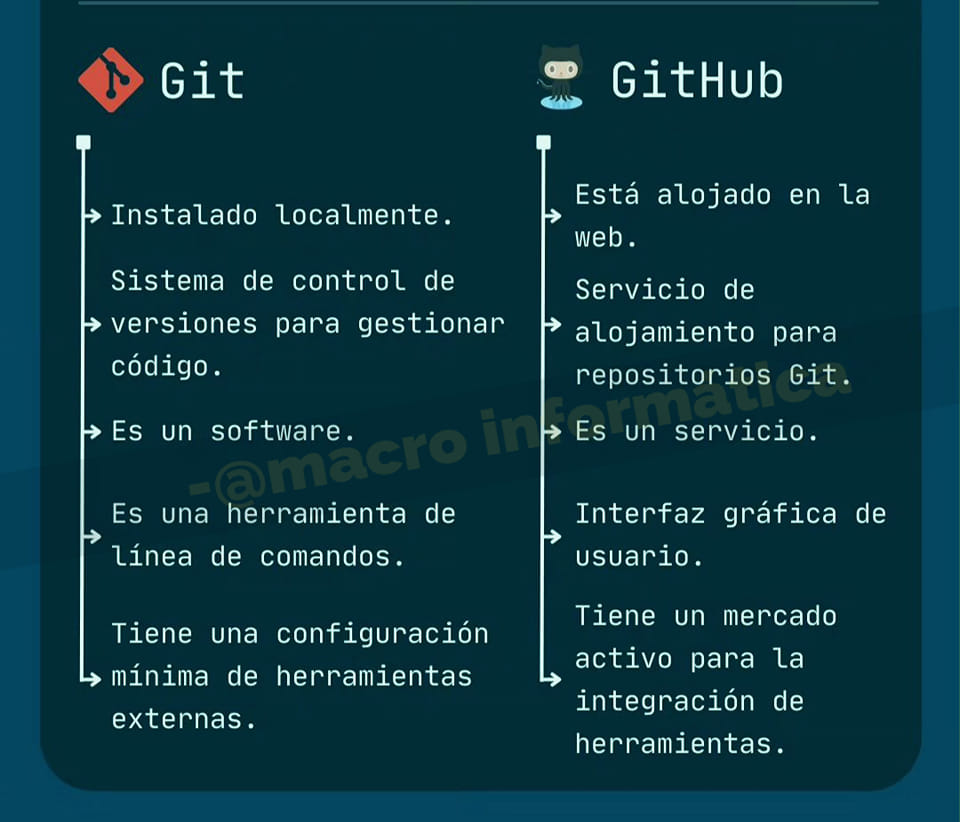 Git
Instalado localmente.
Sistema de control de
versiones para gestionar
código.
Es un software.
Es una herramienta de
línea de comandos.
Tiene una configuración
mínima de herramientas
externas.
GitHub
Está alojado en la
web.
Servicio de
alojamiento para
repositorios Git.
Es un servicio.
Interfaz gráfica de
usuario.
Tiene un mercado
activo para la
integración de
herramientas.
-@macro informatica